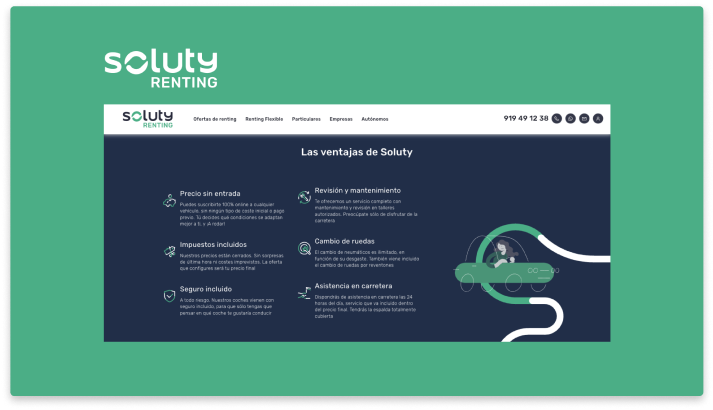 soluty
RENTING
soluty
RENTING
Ofertas de renting Renting Flexible Particulares Empresas Autónomos
919 49 12 38
Las ventajas de Soluty
Precio sin entrada
Puedes suscribirte 100% online a cualquier
vehículo, sin ningún tipo de coste inicial o pago
previo. Tú decides qué condiciones se adaptan
mejor a ti, y ¡A rodar!
Impuestos incluidos
Nuestros precios están cerrados. Sin sorpresas
de última hora ni costes imprevistos. La oferta
que configures será tu precio final
Seguro incluido
A todo riesgo. Nuestros coches vienen con
seguro incluido, para que sólo tengas que
pensar en qué coche te gustaría conducir
Revisión y mantenimiento
Te ofrecemos un servicio completo con
mantenimiento y revisión en talleres
autorizados. Preocúpate sólo de disfrutar de la
carretera
Cambio de ruedas
El cambio de neumáticos es ilimitado, en
función de su desgaste. También viene incluido
el cambio de ruedas por reventones
Asistencia en carretera
Dispondrás de asistencia en carretera las 24
horas del día, servicio que va incluido dentro
del precio final. Tendrás la espalda totalmente
cubierta